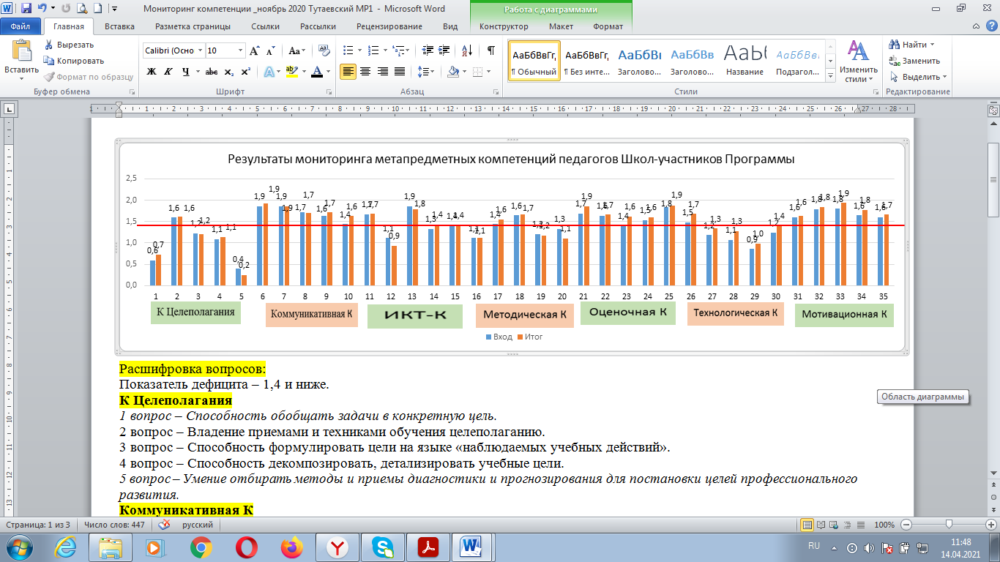 Мониторинг компетенции _ноябрь 2020 Тутаевский МР1 - Microsoft Word
Работа с диаграммами
Файл Главная Вставка Разметка страницы Ссылки Рассылки Рецензирование Вид Конструктор Макет Формат
Вставить
Вырезать
Копировать
Формат по образцу
Буфер обмена
Calibri (Осно 10
Ж К Ч abc x₂ x²
Шрифт
Абзац
АаБбВвГг,
¶ Обычный
АаБбВвГг,
¶ Без инте...
АаБбВı
Заголово...
АаБбВв
Заголово...
АаЬ
Название
АаБбВı
Подзагол...
Стили
Изменить стили
Найти
Заменить
Выделить
Редактирование
Результаты мониторинга метапредметных компетенций педагогов Школ-участников Программы
2,5
2,0
1,5
1,0
0,5
0,0
0,6 0,7 1,6 1,6 1,2 1,2 1,1 1,1 0,4 0,2
1,9 1,9 1,9 1,9 1,7 1,7 1,6 1,7 1,4 1,6
1,7 1,7 1,1 0,9 1,9 1,8 1,3 1,4 1,4 1,4
1,1 1,1 1,4 1,6 1,6 1,7 1,2 1,2 1,3 1,1
1,7 1,9 1,6 1,7 1,4 1,6 1,5 1,6 1,8 1,9
1,5 1,7 1,2 1,3 1,1 1,3 0,9 1,0 1,2 1,4
1,6 1,6 1,8 1,8 1,8 1,9 1,6 1,8 1,6 1,7
1 2 3 4 5 6 7 8 9 10 11 12 13 14 15 16 17 18 19 20 21 22 23 24 25 26 27 28 29 30 31 32 33 34 35
К Целеполагания Коммуникативная К ИКТ-К Методическая К Оценочная К Технологическая К Мотивационная К
Вход Итог
Расшифровка вопросов:
Показатель дефицита – 1,4 и ниже.
К Целеполагания
1 вопрос – Способность обобщать задачи в конкретную цель.
2 вопрос – Владение приемами и техниками обучения целеполаганию.
3 вопрос – Способность формулировать цели на языке «наблюдаемых учебных действий».
4 вопрос – Способность декомпозировать, детализировать учебные цели.
5 вопрос – Умение отбирать методы и приемы диагностики и прогнозирования для постановки целей профессионального
развития.
Коммуникативная К
Область диаграммы
Страница: 1 из 3 Число слов: 447 русский 100%
RU
11:48
14.04.2021